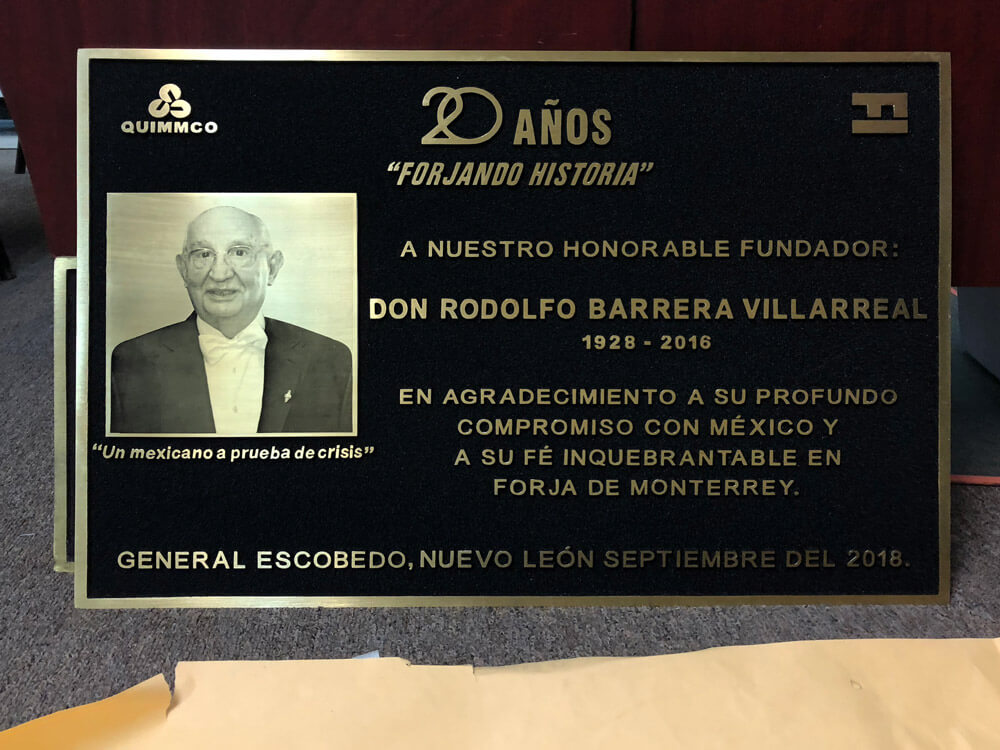 QUIMMCO
20 AÑOS
"FORJANDO HISTORIA"
A NUESTRO HONORABLE FUNDADOR:
DON RODOLFO BARRERA VILLARREAL
1928 - 2016
"Un mexicano a prueba de crisis"
EN AGRADECIMIENTO A SU PROFUNDO
COMPROMISO CON MÉXICO Y
A SU FÉ INQUEBRANTABLE EN
FORJA DE MONTERREY.
GENERAL ESCOBEDO, NUEVO LEÓN SEPTIEMBRE DEL 2018.